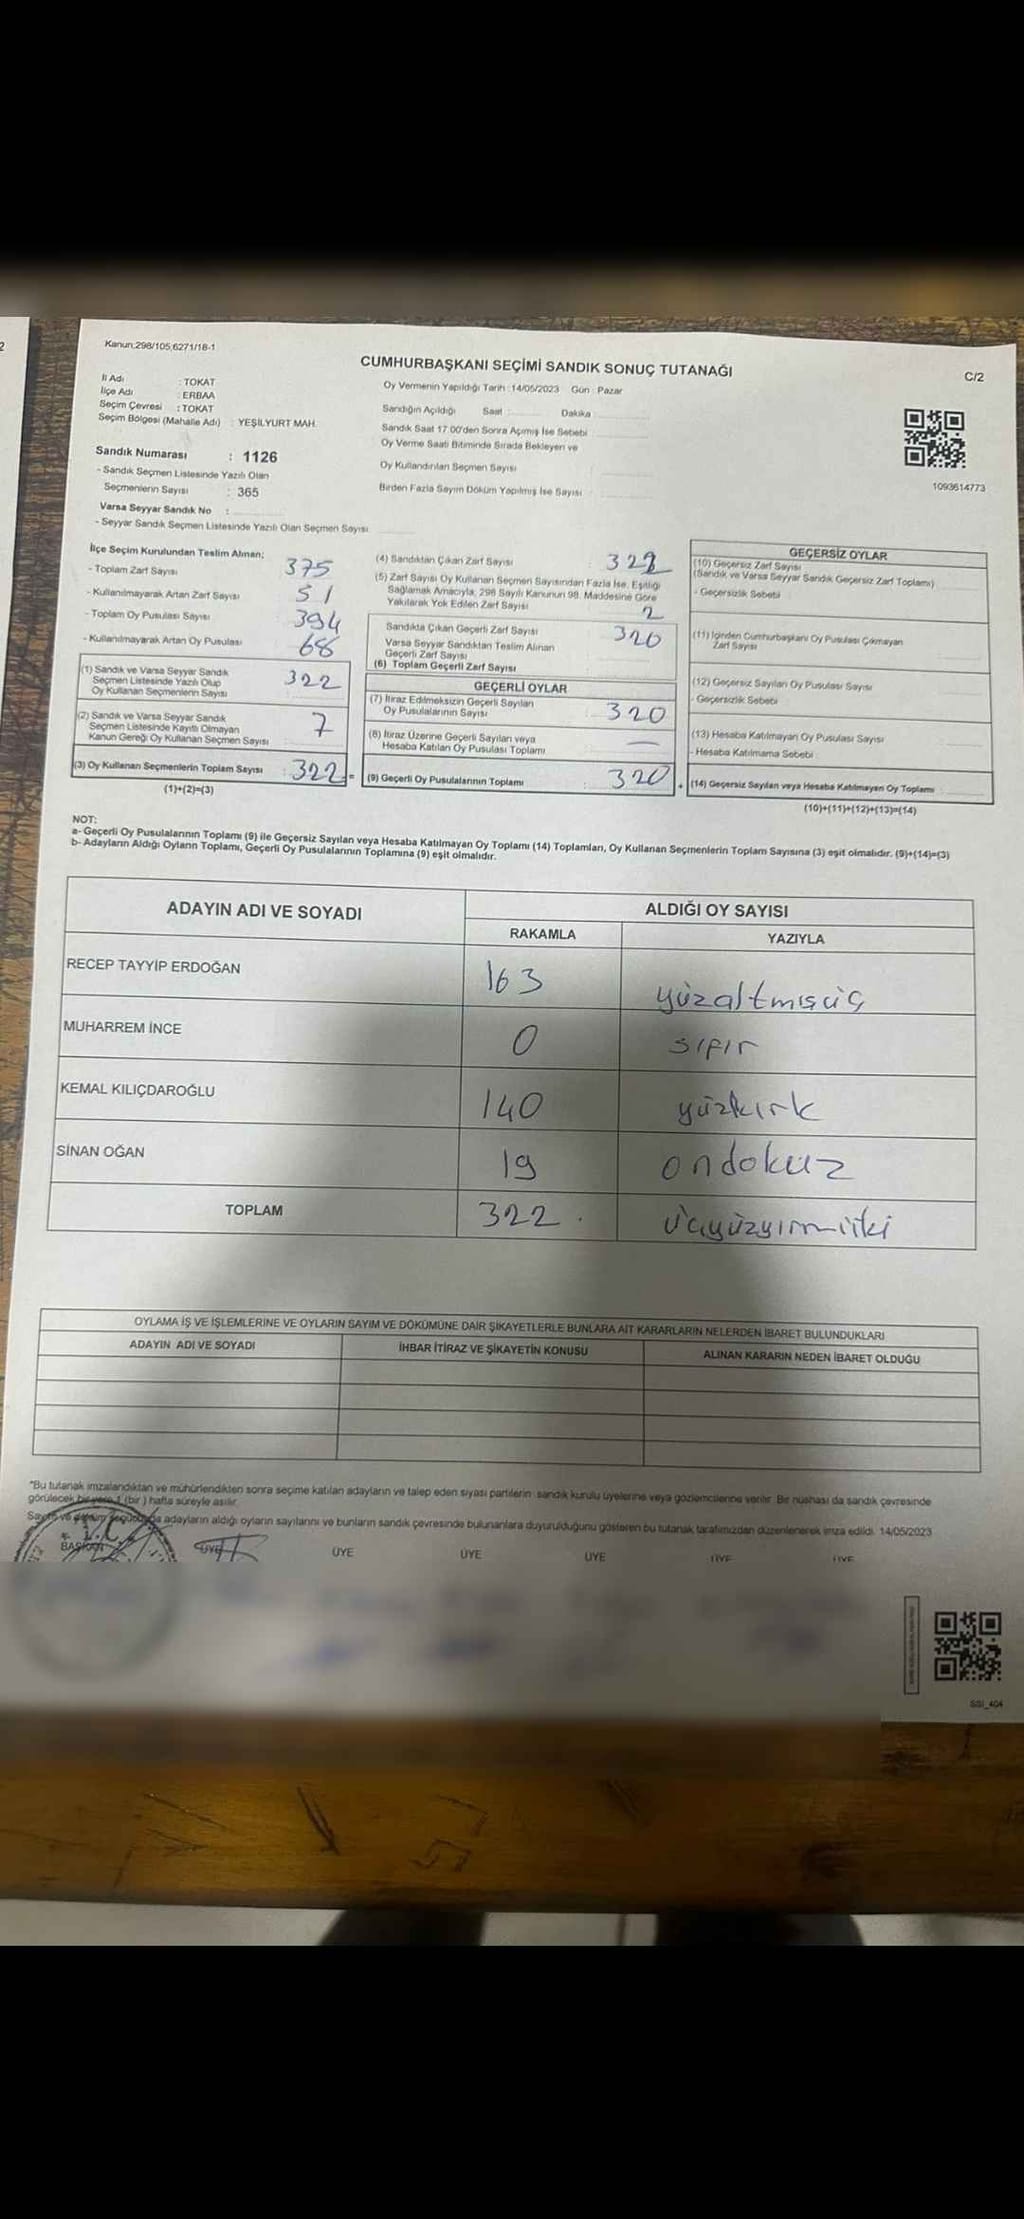 2
Kanun;298/105;6271/18-1
CUMHURBAŞKANI SEÇİMİ SANDIK SONUÇ TUTANAĞI
C/2
İl Adı : TOKAT
İlçe Adı : ERBAA
Seçim Çevresi : TOKAT
Seçim Bölgesi (Mahalle Adı) : YEŞİLYURT MAH.
Oy Vermenin Yapıldığı Tarih :14/05/2023 Gün : Pazar
Sandığın Açıldığı Saat : Dakika
Sandık Saat 17.00'den Sonra Açılmış İse Sebebi
Oy Verme Saati Bitiminde Sırada Bekleyen ve
Oy Kullandırılan Seçmen Sayısı
Birden Fazla Sayım Döküm Yapılmış İse Sayısı :
1093614773
Sandık Numarası : 1126
- Sandık Seçmen Listesinde Yazılı Olan
Seçmenlerin Sayısı : 365
Varsa Seyyar Sandık No :
- Seyyar Sandık Seçmen Listesinde Yazılı Olan Seçmen Sayısı
İlçe Seçim Kurulundan Teslim Alınan;
- Toplam Zarf Sayısı 375
- Kullanılmayarak Artan Zarf Sayısı 51
- Toplam Oy Pusulası Sayısı 394
- Kullanılmayarak Artan Oy Pusulası 68
(1) Sandık ve Varsa Seyyar Sandık
Seçmen Listesinde Yazılı Olup
Oy Kullanan Seçmenlerin Sayısı 322
(2) Sandık ve Varsa Seyyar Sandık
Seçmen Listesinde Kayıtlı Olmayan
Kanun Gereği Oy Kullanan Seçmen Sayısı 7
(3) Oy Kullanan Seçmenlerin Toplam Sayısı : 322 =
(1)+(2)=(3)
(4) Sandıktan Çıkan Zarf Sayısı : 322
(5) Zarf Sayısı Oy Kullanan Seçmen Sayısından Fazla İse, Eşitliği
Sağlamak Amacıyla, 298 Sayılı Kanunun 98. Maddesine Göre
Yakılarak Yok Edilen Zarf Sayısı 2
Sandıkta Çıkan Geçerli Zarf Sayısı 320
Varsa Seyyar Sandıktan Teslim Alınan
Geçerli Zarf Sayısı
(6) Toplam Geçerli Zarf Sayısı
GEÇERLİ OYLAR
(7) İtiraz Edilmeksizin Geçerli Sayılan
Oy Pusulalarının Sayısı : 320
(8) İtiraz Üzerine Geçerli Sayılan veya
Hesaba Katılan Oy Pusulası Toplamı —
(9) Geçerli Oy Pusulalarının Toplamı : 320 +
GEÇERSİZ OYLAR
(10) Geçersiz Zarf Sayısı
(Sandık ve Varsa Seyyar Sandık Geçersiz Zarf Toplamı)
- Geçersizlik Sebebi
(11) İçinden Cumhurbaşkanı Oy Pusulası Çıkmayan
Zarf Sayısı
(12) Geçersiz Sayılan Oy Pusulası Sayısı
- Geçersizlik Sebebi
(13) Hesaba Katılmayan Oy Pusulası Sayısı
- Hesaba Katılmama Sebebi
(14) Geçersiz Sayılan veya Hesaba Katılmayan Oy Toplamı
(10)+(11)+(12)+(13)=(14)
NOT:
a- Geçerli Oy Pusulalarının Toplamı (9) ile Geçersiz Sayılan veya Hesaba Katılmayan Oy Toplamı (14) Toplamları, Oy Kullanan Seçmenlerin Toplam Sayısına (3) eşit olmalıdır. (9)+(14)=(3)
b- Adayların Aldığı Oyların Toplamı, Geçerli Oy Pusulalarının Toplamına (9) eşit olmalıdır.
ADAYIN ADI VE SOYADI
ALDIĞI OY SAYISI
RAKAMLA YAZIYLA
RECEP TAYYİP ERDOĞAN 163 yüzaltmışüç
MUHARREM İNCE 0 sıfır
KEMAL KILIÇDAROĞLU 140 yüzkırk
SİNAN OĞAN 19 ondokuz
TOPLAM 322 . üçyüzyirmiiki
OYLAMA İŞ VE İŞLEMLERİNE VE OYLARIN SAYIM VE DÖKÜMÜNE DAİR ŞİKAYETLERLE BUNLARA AİT KARARLARIN NELERDEN İBARET BULUNDUKLARI
ADAYIN ADI VE SOYADI İHBAR İTİRAZ VE ŞİKAYETİN KONUSU ALINAN KARARIN NEDEN İBARET OLDUĞU
"Bu tutanak imzalandıktan ve mühürlendikten sonra seçime katılan adayların ve talep eden siyasi partilerin sandık kurulu üyelerine veya gözlemcilerine verilir. Bir nüshası da sandık çevresinde
görülecek bir yere 1 (bir ) hafta süreyle asılır.
Sayım ve döküm adayların aldığı oyların sayılarını ve bunların sandık çevresinde bulunanlara duyurulduğunu gösteren bu tutanak tarafımızdan düzenlenerek imza edildi. 14/05/2023
BAŞKAN ÜYE ÜYE ÜYE ÜYE ÜYE ÜYE
SSI_404